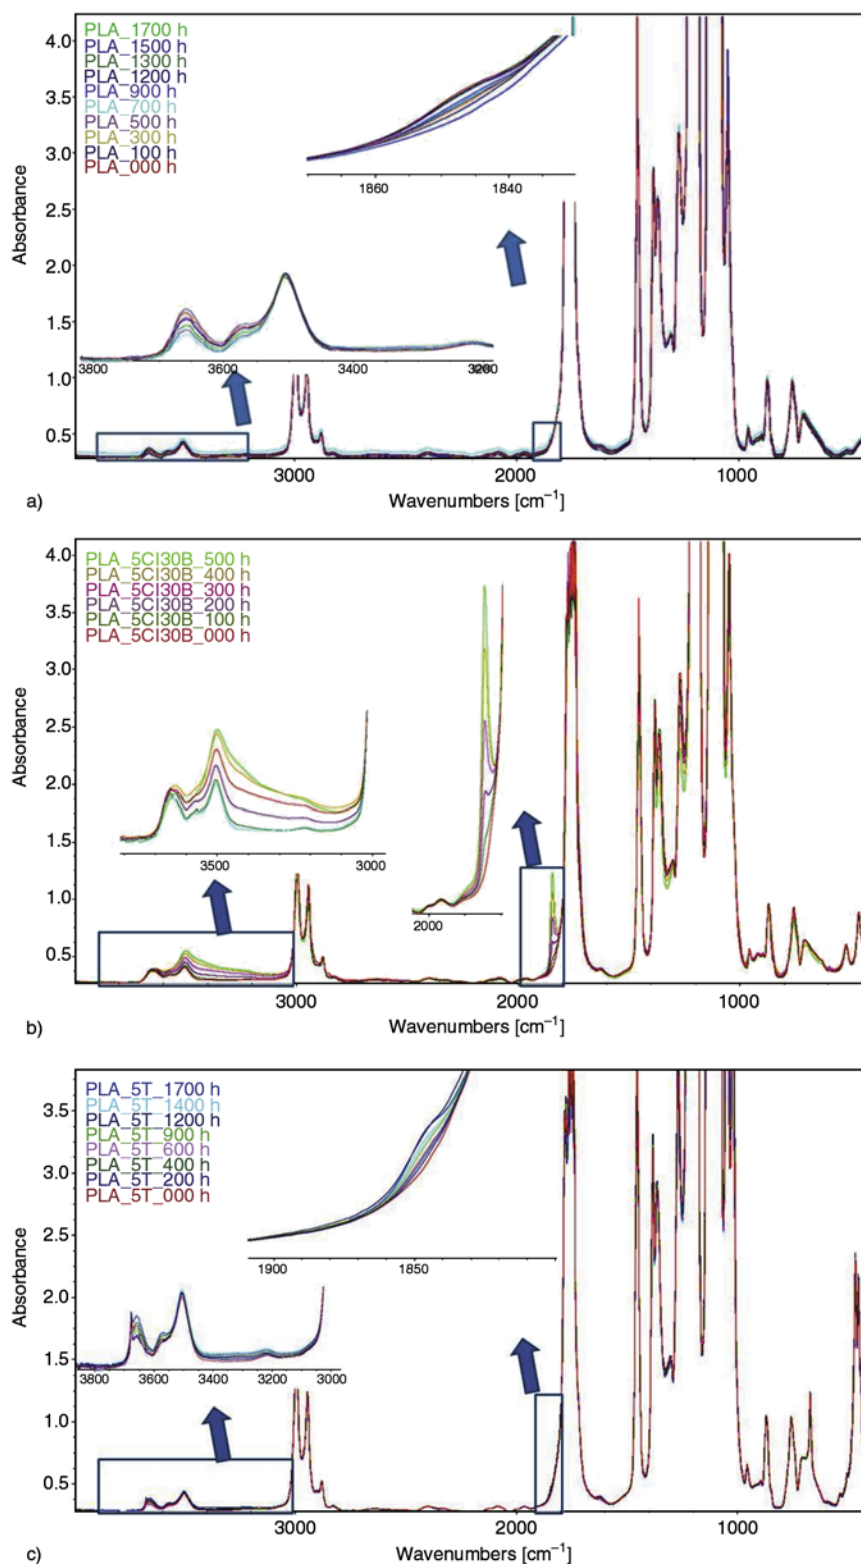 PLA_1700 h
PLA_1500 h
PLA_1300 h
PLA_1200 h
PLA_900 h
PLA_700 h
PLA_500 h
PLA_300 h
PLA_100 h
PLA_000 h
4.0
3.5
3.0
2.5
2.0
1.5
1.0
0.5
Absorbance
1860 1840
3800 3600 3400
3000 2000 1000
Wavenumbers [cm⁻¹]
a)
PLA_5Cl30B_500 h
PLA_5Cl30B_400 h
PLA_5Cl30B_300 h
PLA_5Cl30B_200 h
PLA_5Cl30B_100 h
PLA_5Cl30B_000 h
4.0
3.5
3.0
2.5
2.0
1.5
1.0
0.5
Absorbance
3500 3000
2000
3000 2000 1000
Wavenumbers [cm⁻¹]
b)
PLA_5T_1700 h
PLA_5T_1400 h
PLA_5T_1200 h
PLA_5T_900 h
PLA_5T_600 h
PLA_5T_400 h
PLA_5T_200 h
PLA_5T_000 h
3.5
3.0
2.5
2.0
1.5
1.0
0.5
Absorbance
1900 1850
3800 3600 3400 3200 3000
3000 2000 1000
Wavenumbers [cm⁻¹]
c)